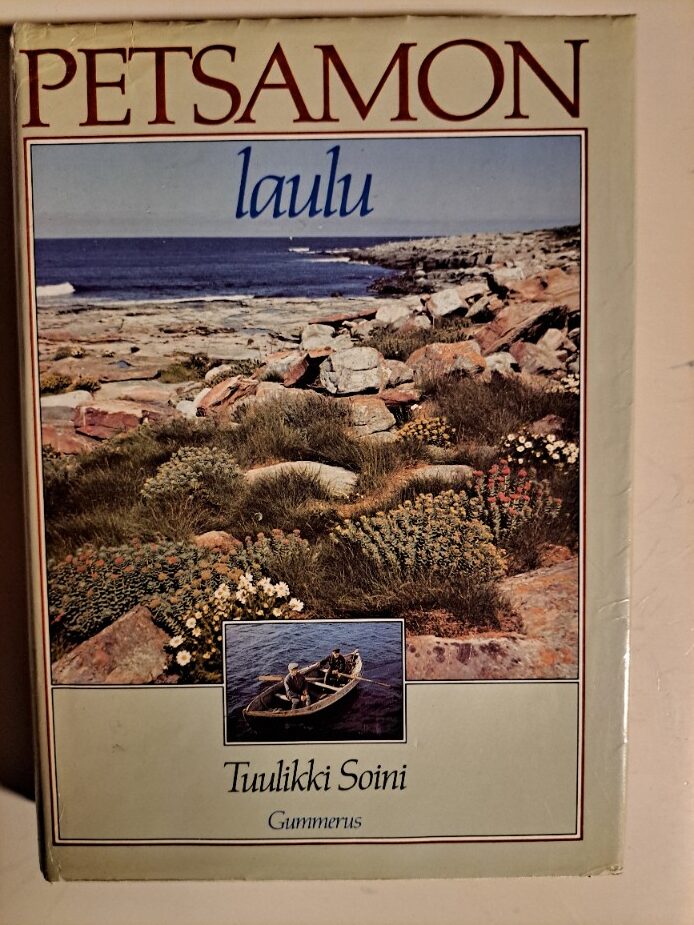 PETSAMON
laulu
Tuulikki Soini
Gummerus